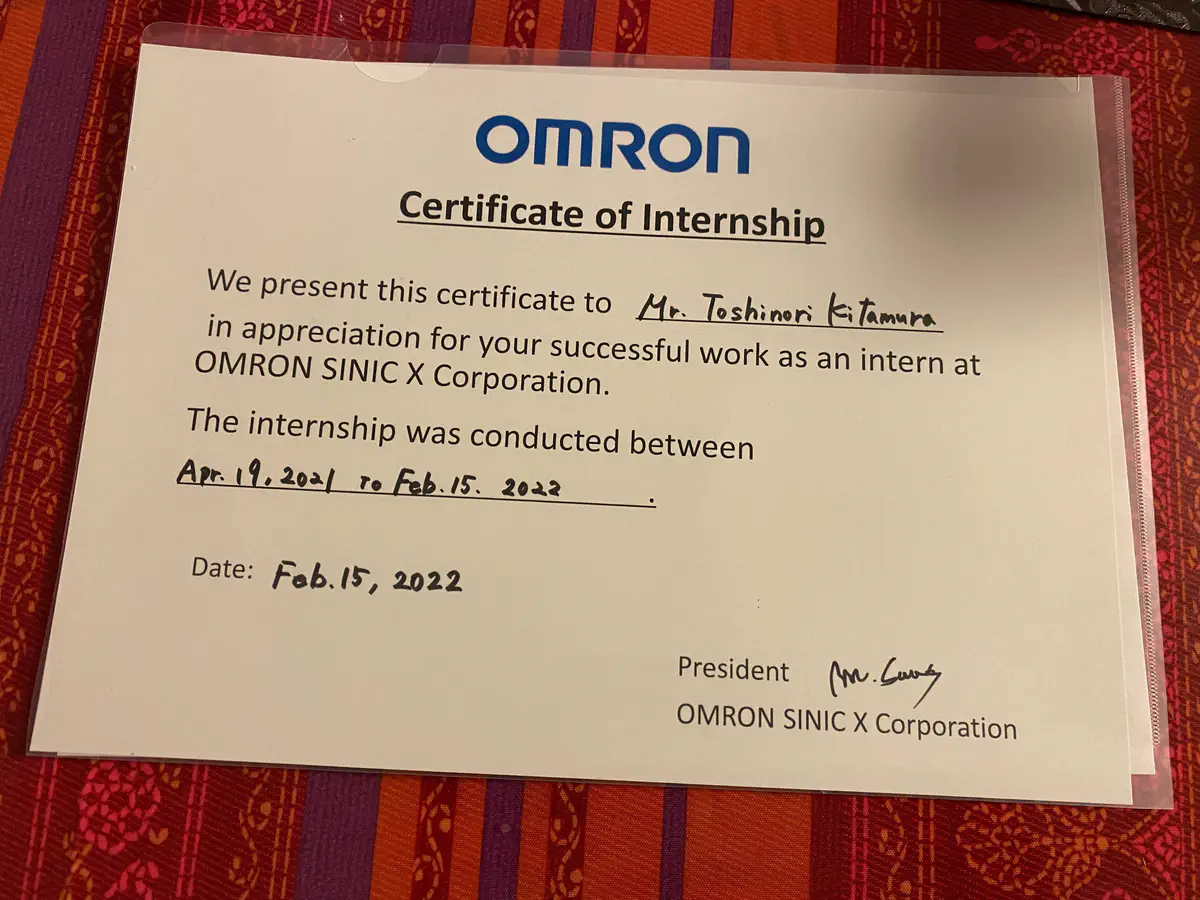 OMRON
Certificate of Internship
We present this certificate to Mr. Toshinori Kitamura
in appreciation for your successful work as an intern at
OMRON SINIC X Corporation.
The internship was conducted between
Apr. 19, 2021 to Feb. 15. 2022 .
Date: Feb. 15, 2022
President M.
OMRON SINIC X Corporation